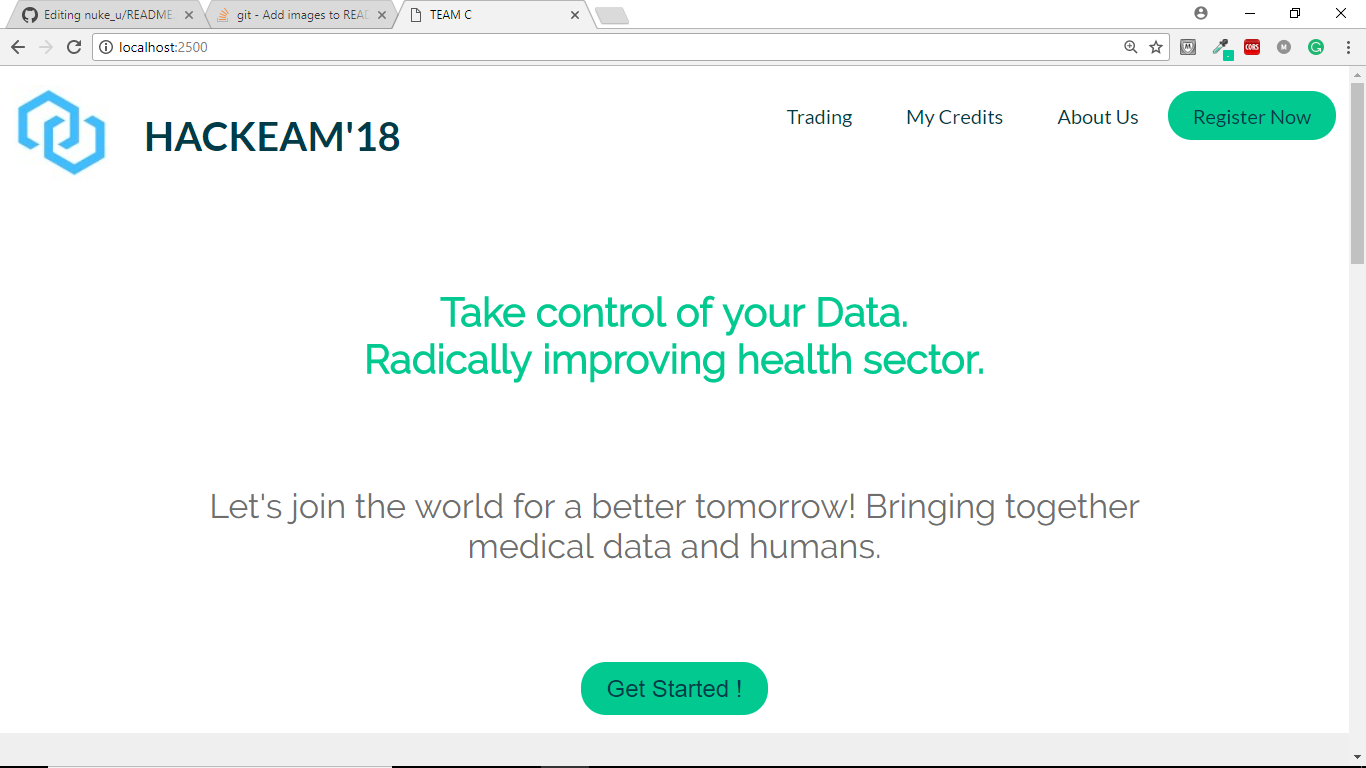 Editing nuke_u/README
git - Add images to READ
TEAM C
localhost:2500
CORS
M
HACKEAM'18
Trading
My Credits
About Us
Register Now
Take control of your Data.
Radically improving health sector.
Let's join the world for a better tomorrow! Bringing together
medical data and humans.
Get Started !